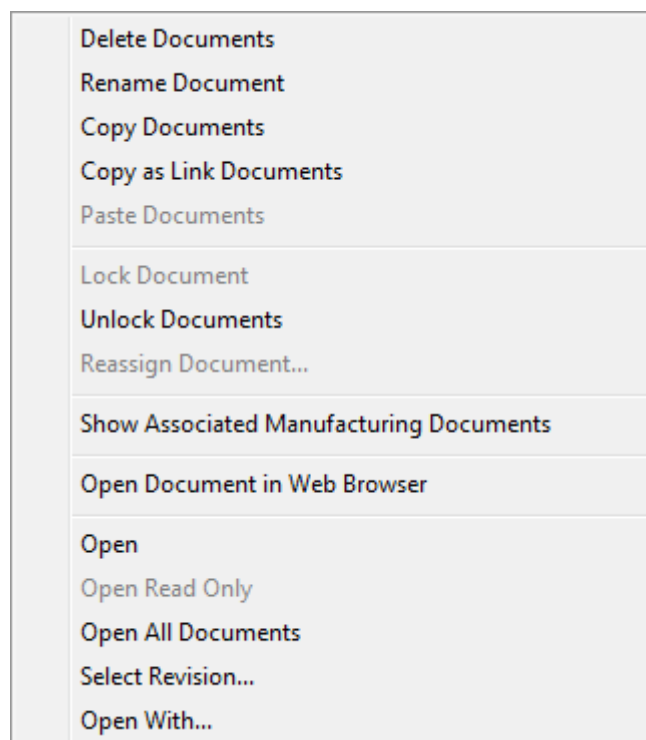 Delete Documents
Rename Document
Copy Documents
Copy as Link Documents
Paste Documents
Lock Document
Unlock Documents
Reassign Document...
Show Associated Manufacturing Documents
Open Document in Web Browser
Open
Open Read Only
Open All Documents
Select Revision...
Open With...